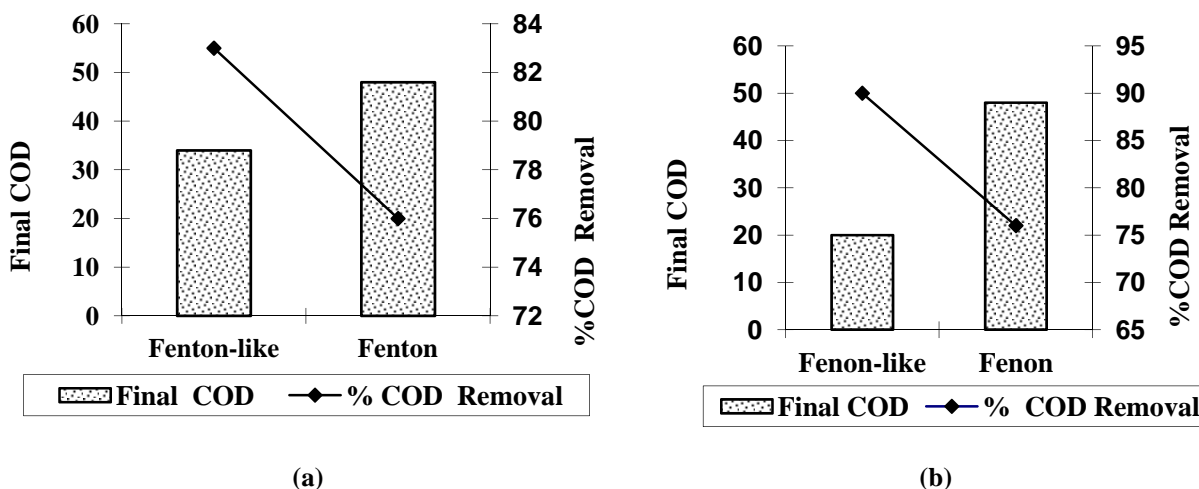 60
50
40
30
20
10
0
Final COD
84
82
80
78
76
74
72
%COD Removal
Fenton-like
Fenton
Final COD
% COD Removal
(a)
60
50
40
30
20
10
0
Final COD
95
90
85
80
75
70
65
%COD Removal
Fenon-like
Fenon
Final COD
% COD Removal
(b)